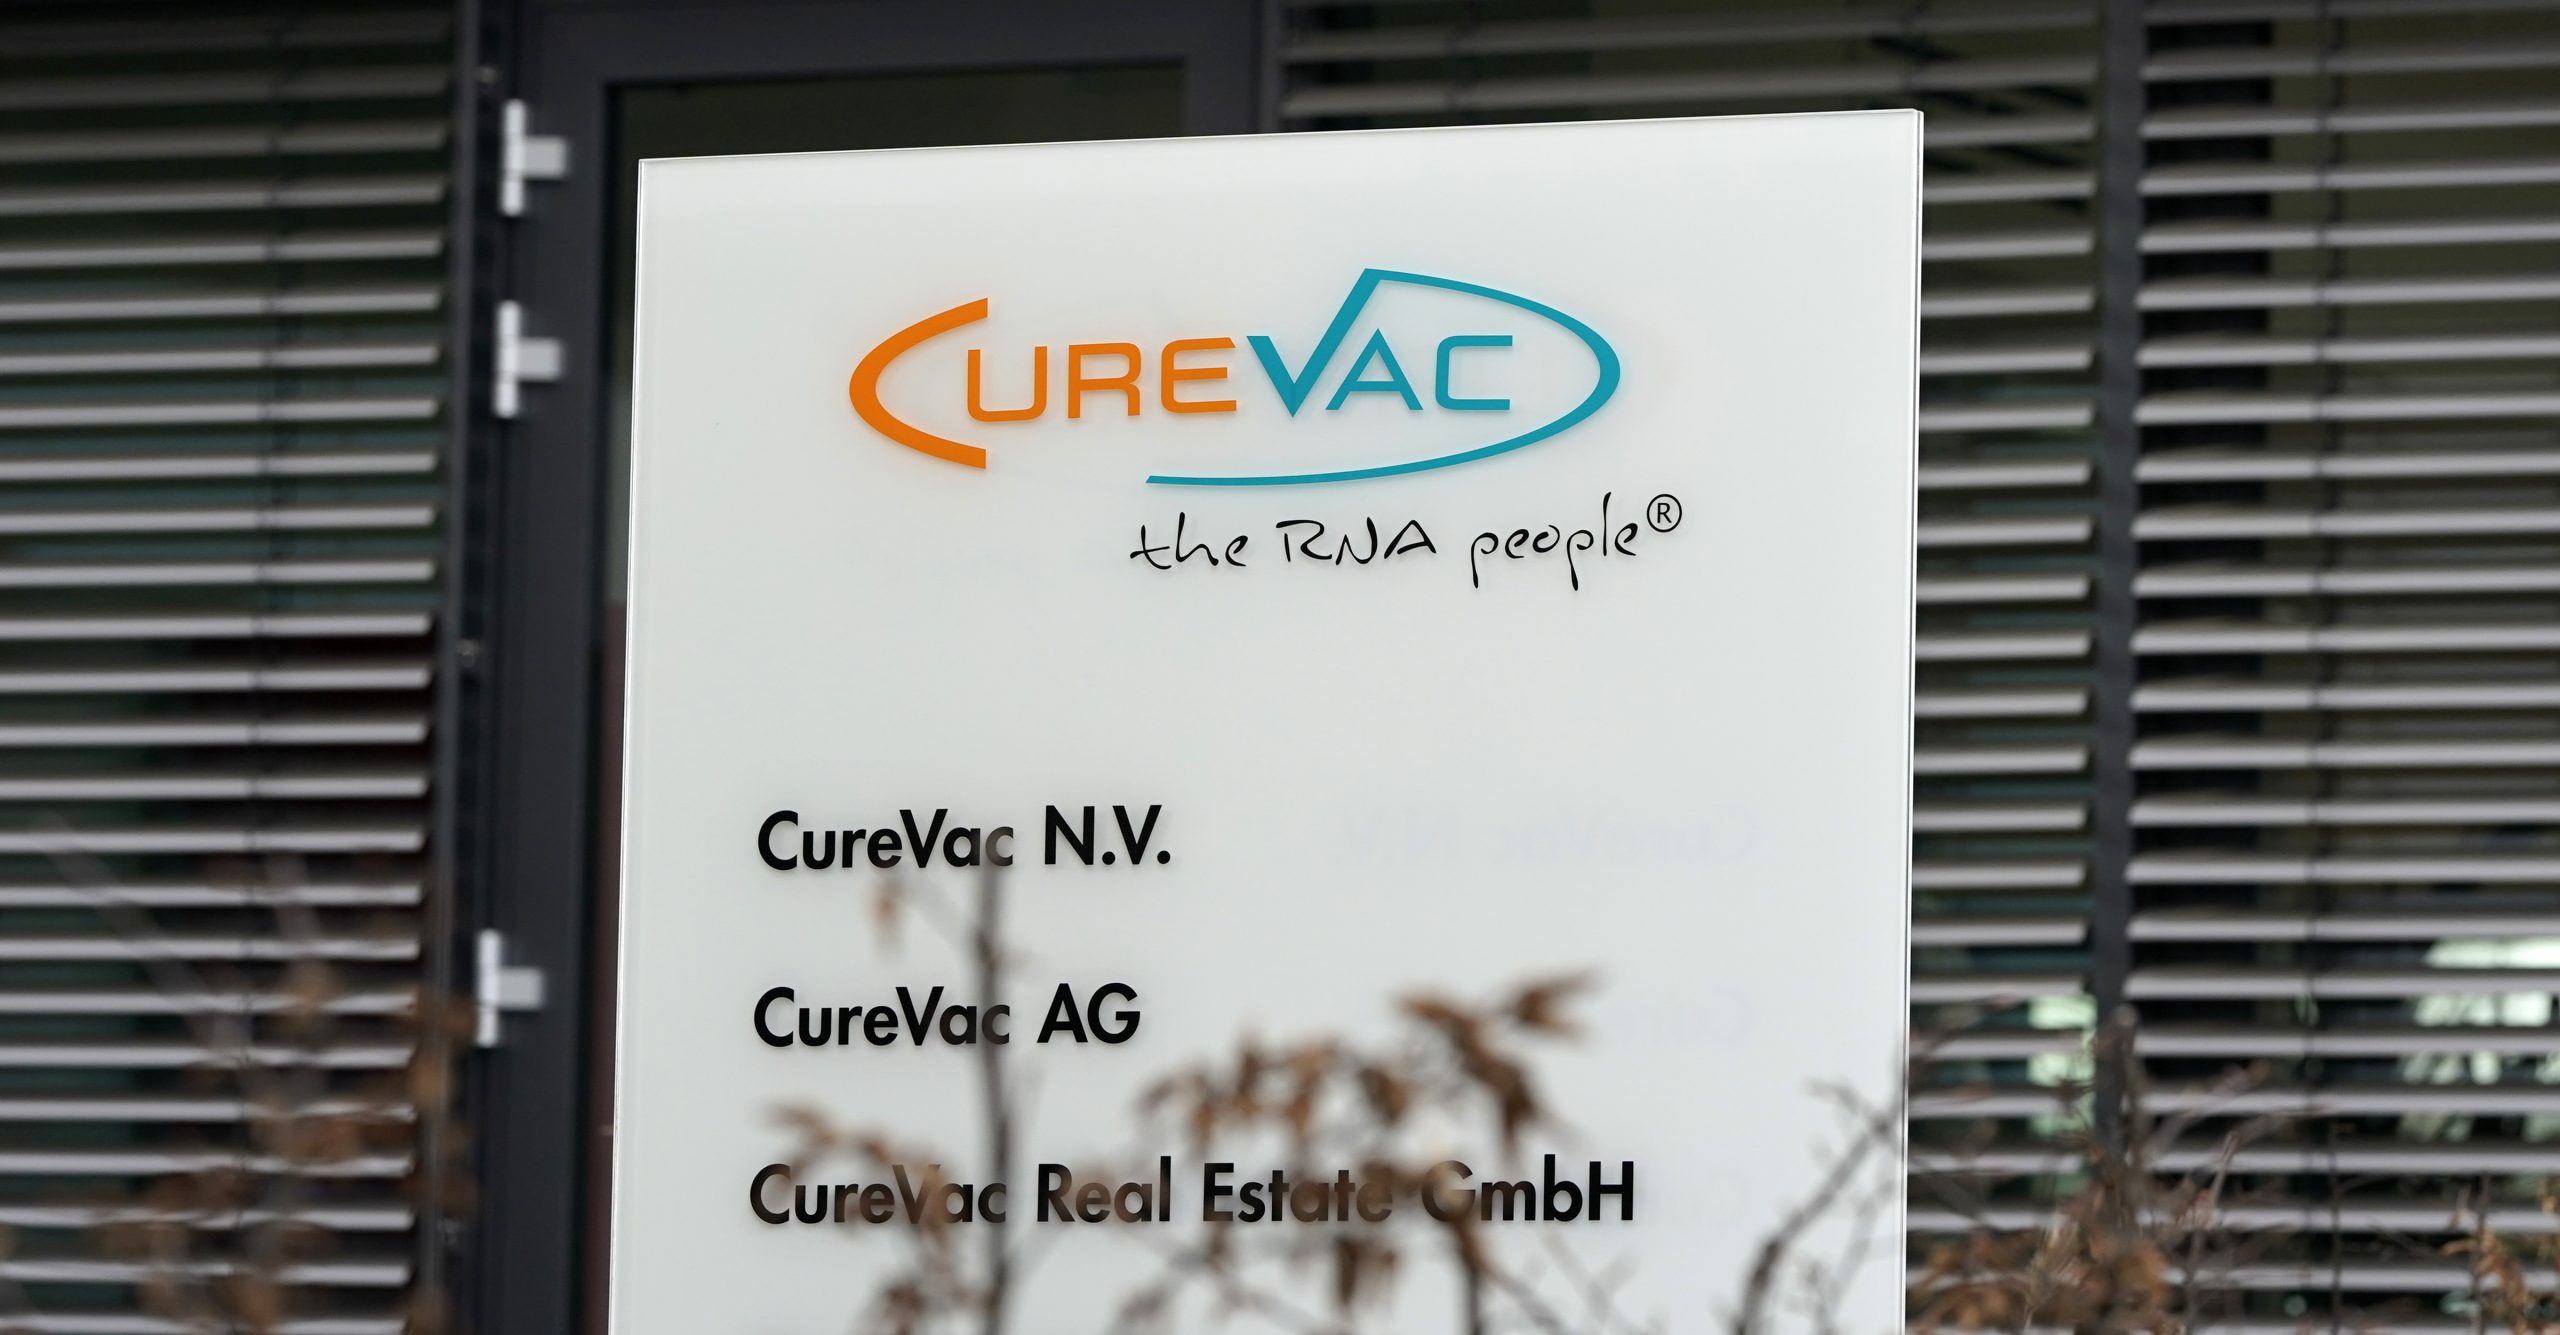 CUREVAC
the RNA people®
CureVac N.V.
CureVac AG
CureVac Real Estate GmbH